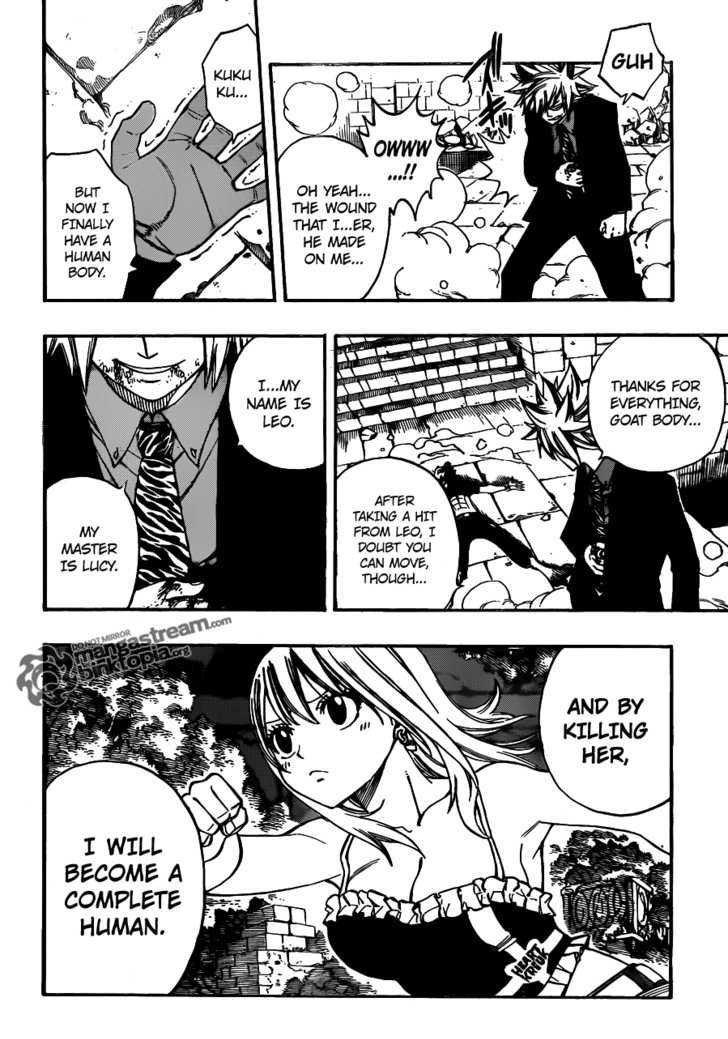 GUH
OWWW
...!!
OH YEAH...
THE WOUND
THAT I...ER,
HE MADE
ON ME...
KUKU
KU...
BUT
NOW I
FINALLY
HAVE A
HUMAN
BODY.
THANKS FOR
EVERYTHING,
GOAT BODY...
AFTER
TAKING A HIT
FROM LEO, I
DOUBT YOU
CAN MOVE,
THOUGH...
I...MY
NAME IS
LEO.
MY
MASTER
IS LUCY.
DO NOT MIRROR
mangastream.com
binktopia.org
AND BY
KILLING
HER,
I WILL
BECOME A
COMPLETE
HUMAN.
HEART
KREUZ